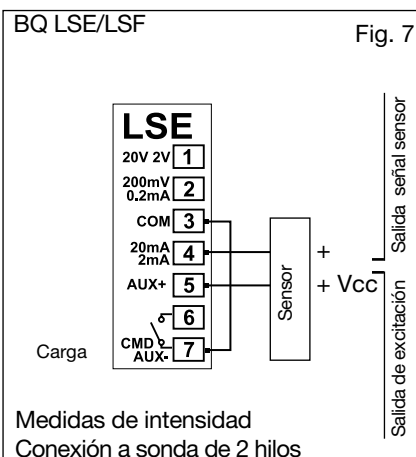 BQ LSE/LSF
Fig. 7
LSE
20V 2V 1
200mV
0.2mA 2
COM 3
20mA
2mA 4
AUX+ 5
6
CMD
AUX- 7
Carga
Sensor
+
+ Vcc
Salida señal sensor
Salida de excitación
Medidas de intensidad
Conexión a sonda de 2 hilos